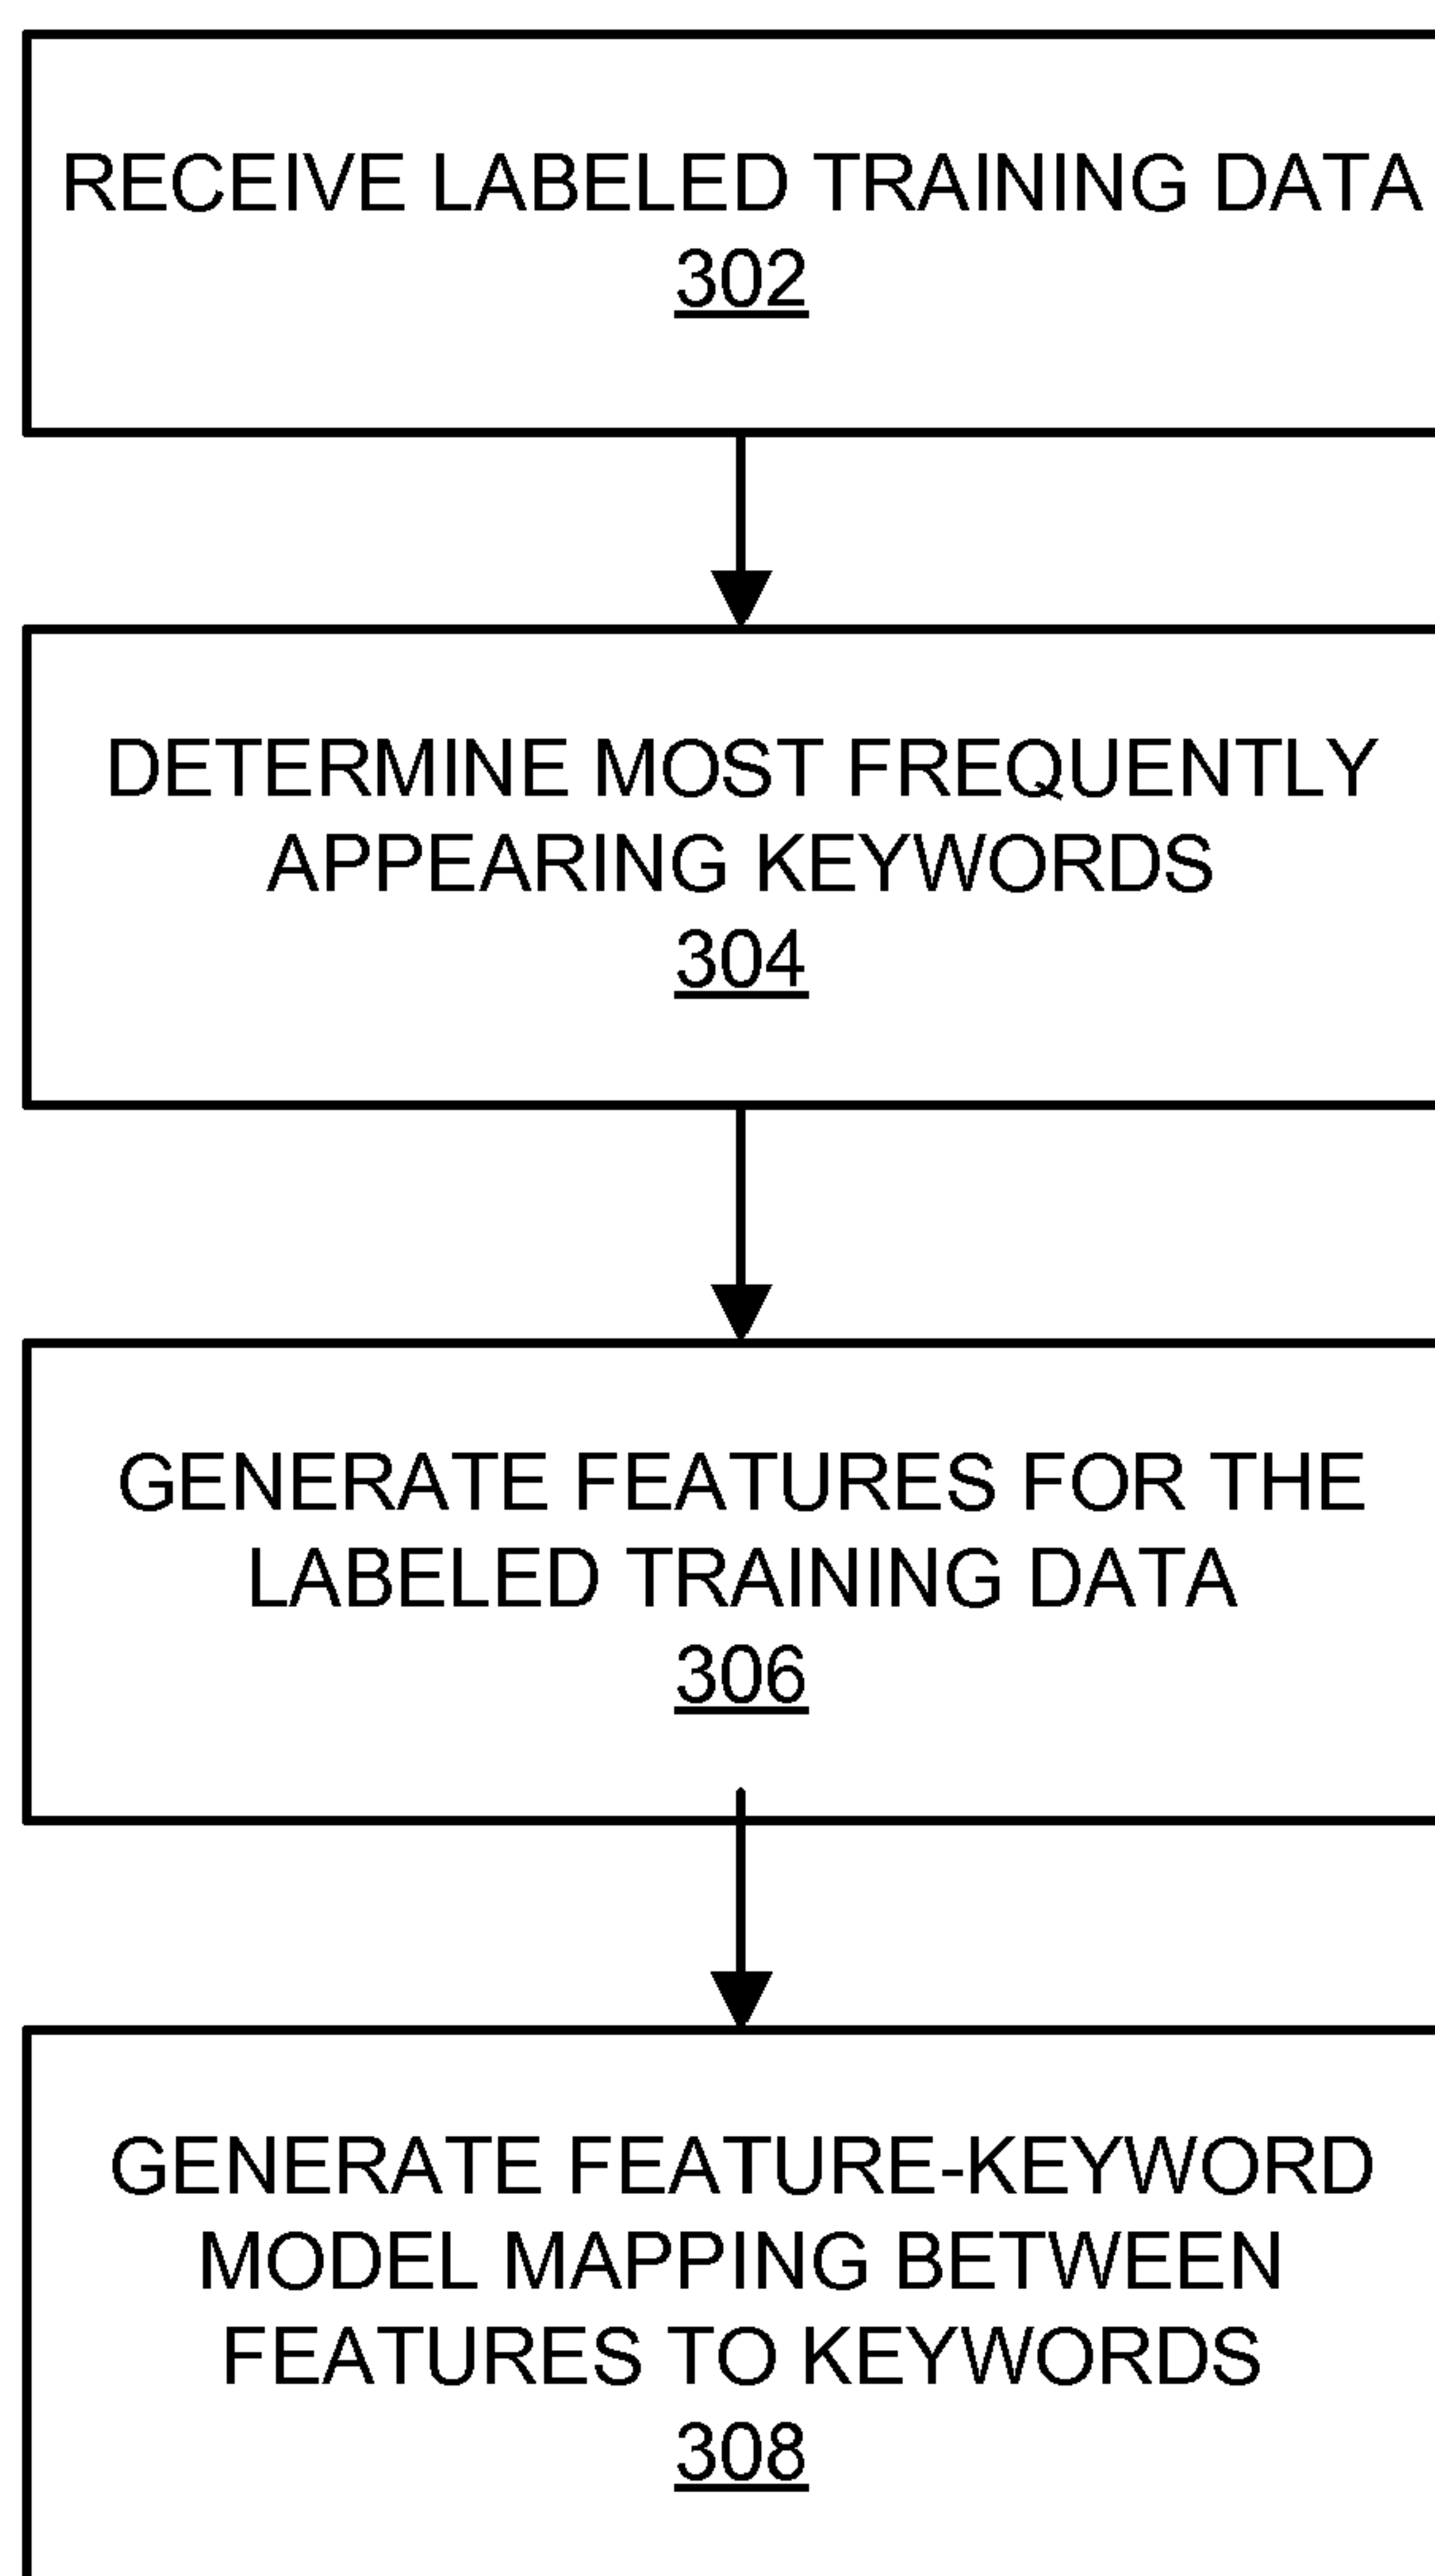 RECEIVE LABELED TRAINING DATA
302
DETERMINE MOST FREQUENTLY
APPEARING KEYWORDS
304
GENERATE FEATURES FOR THE
LABELED TRAINING DATA
306
GENERATE FEATURE-KEYWORD
MODEL MAPPING BETWEEN
FEATURES TO KEYWORDS
308